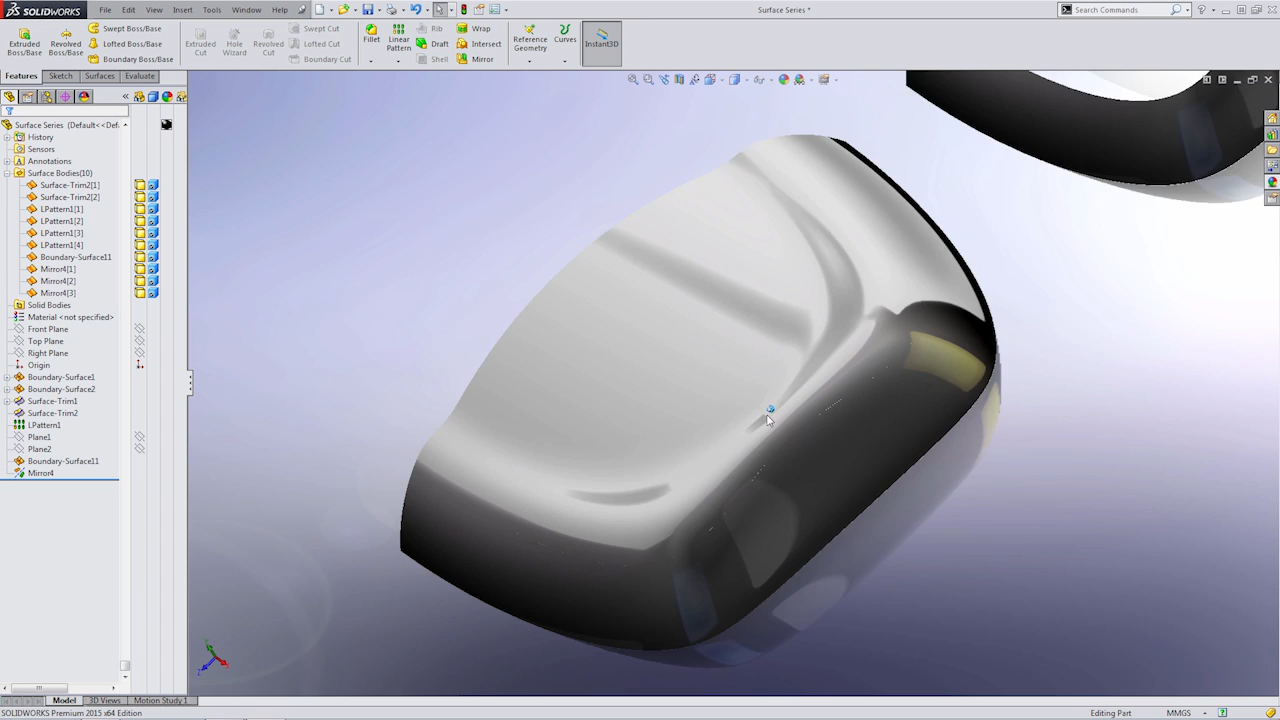 SOLIDWORKS File Edit View Insert Tools Window Help Surface Series * Search Commands
Extruded Boss/Base Revolved Boss/Base Swept Boss/Base Lofted Boss/Base Boundary Boss/Base Extruded Cut Hole Wizard Revolved Cut Swept Cut Lofted Cut Boundary Cut Fillet Linear Pattern Rib Draft Shell Wrap Intersect Mirror Reference Geometry Curves Instant3D
Features Sketch Surfaces Evaluate
Surface Series (Default<<Def
History
Sensors
Annotations
Surface Bodies(10)
Surface-Trim2[1]
Surface-Trim2[2]
LPattern1[1]
LPattern1[2]
LPattern1[3]
LPattern1[4]
Boundary-Surface11
Mirror4[1]
Mirror4[2]
Mirror4[3]
Solid Bodies
Material <not specified>
Front Plane
Top Plane
Right Plane
Origin
Boundary-Surface1
Boundary-Surface2
Surface-Trim1
Surface-Trim2
LPattern1
Plane1
Plane2
Boundary-Surface11
Mirror4
Model 3D Views Motion Study 1
SOLIDWORKS Premium 2015 x64 Edition Editing Part MMGS